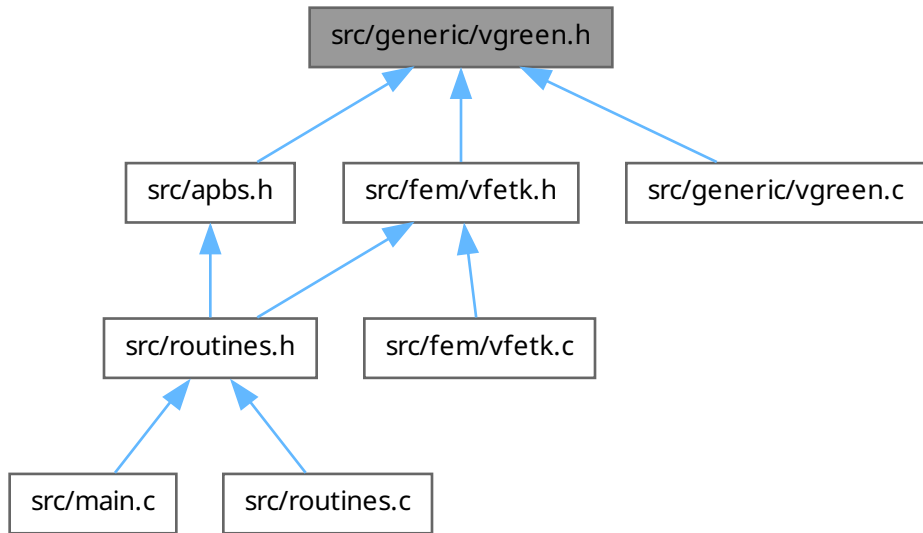 src/generic/vgreen.h
src/apbs.h
src/fem/vfetk.h
src/generic/vgreen.c
src/routines.h
src/fem/vfetk.c
src/main.c
src/routines.c